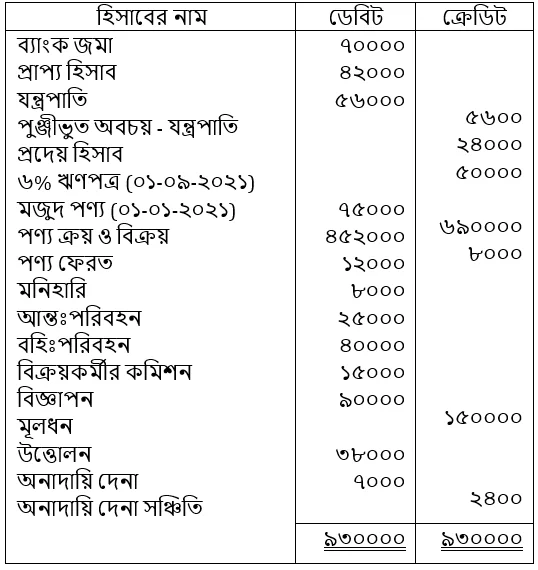 হিসাবের নাম ডেবিট ক্রেডিট
ব্যাংক জমা ৭০০০০
প্রাপ্য হিসাব ৪২০০০
যন্ত্রপাতি ৫৬০০০
পুঞ্জীভুত অবচয় - যন্ত্রপাতি ৫৬০০
প্রদেয় হিসাব ২৪০০০
৬% ঋণপত্র (০১-০৯-২০২১) ৫০০০০
মজুদ পণ্য (০১-০১-২০২১) ৭৫০০০
পণ্য ক্রয় ও বিক্রয় ৪৫২০০০ ৬৯০০০০
পণ্য ফেরত ১২০০০ ৮০০০
মনিহারি ৮০০০
আন্তঃপরিবহন ২৫০০০
বহিঃপরিবহন ৪০০০০
বিক্রয়কর্মীর কমিশন ১৫০০০
বিজ্ঞাপন ৯০০০০
মূলধন ১৫০০০০
উত্তোলন ৩৮০০০
অনাদায়ি দেনা ৭০০০
অনাদায়ি দেনা সঞ্চিতি ২৪০০
৯৩০০০০ ৯৩০০০০